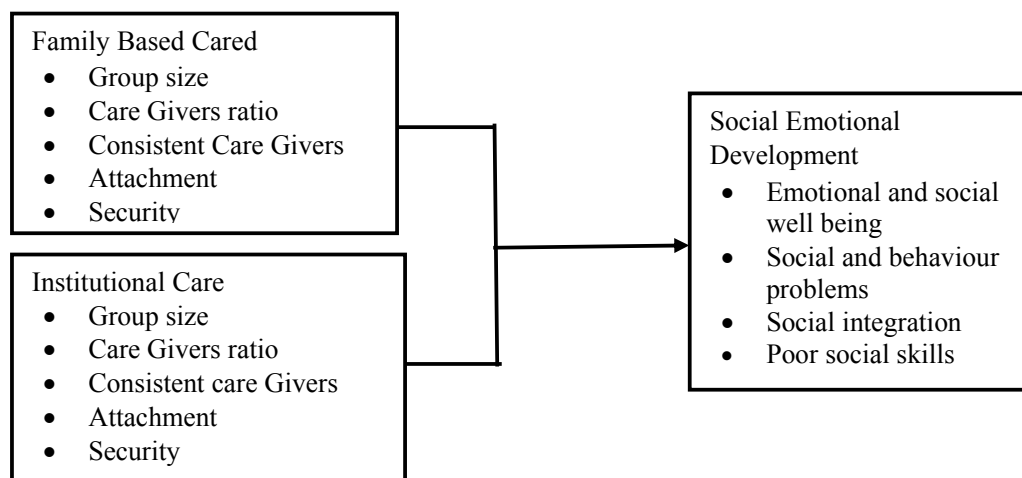 Family Based Cared
• Group size
• Care Givers ratio
• Consistent Care Givers
• Attachment
• Security
Institutional Care
• Group size
• Care Givers ratio
• Consistent care Givers
• Attachment
• Security
Social Emotional
Development
• Emotional and social
well being
• Social and behaviour
problems
• Social integration
• Poor social skills